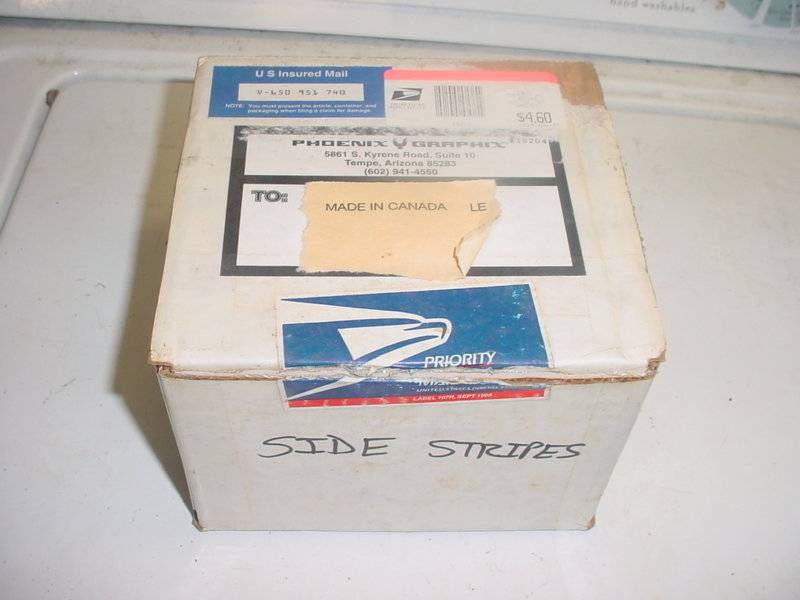 hand washables
U S Insured Mail
V-650 951 740
NOTE: You must present the article, container, and
packaging when filing a claim for damage.
$4.60
PHOENIX GRAPHIX
5861 S. Kyrene Road, Suite 10
Tempe, Arizona 85283
(602) 941-4550
TO:
MADE IN CANADA LE
PRIORITY
LABEL 107R, SEPT
SIDE STRIPES